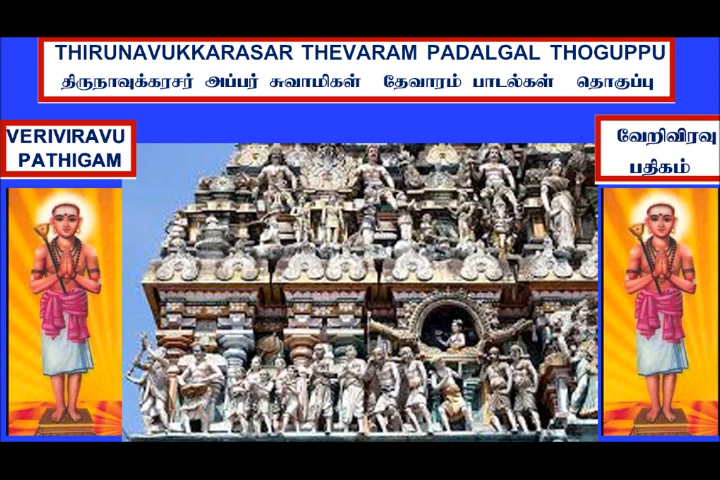 THIRUNAVUKKARASAR THEVARAM PADALGAL THOGUPPU
திருநாவுக்கரசர் அப்பர் சுவாமிகள் தேவாரம் பாடல்கள் தொகுப்பு
VERIVIRAVU
PATHIGAM
வேறிவிரவு
பதிகம்